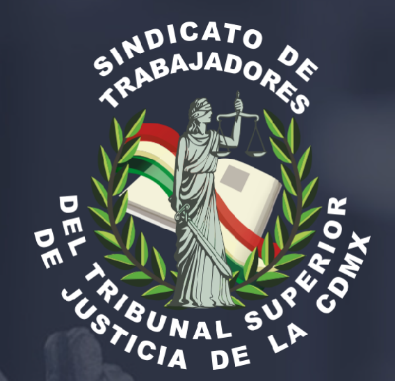 SINDICATO DE
TRABAJADORES
DEL TRIBUNAL SUPERIOR
DE JUSTICIA DE LA CDMX